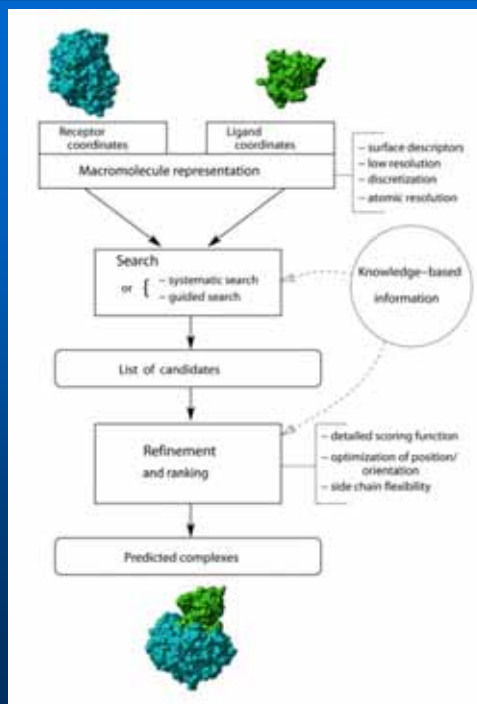 Receptor
coordinates
Ligand
coordinates
Macromolecule representation
– surface descriptors
– low resolution
– discretization
– atomic resolution
Search
or { – systematic search
– guided search
Knowledge–based
information
List of candidates
Refinement
and ranking
– detailed scoring function
– optimization of position/
orientation
– side chain flexibility
Predicted complexes